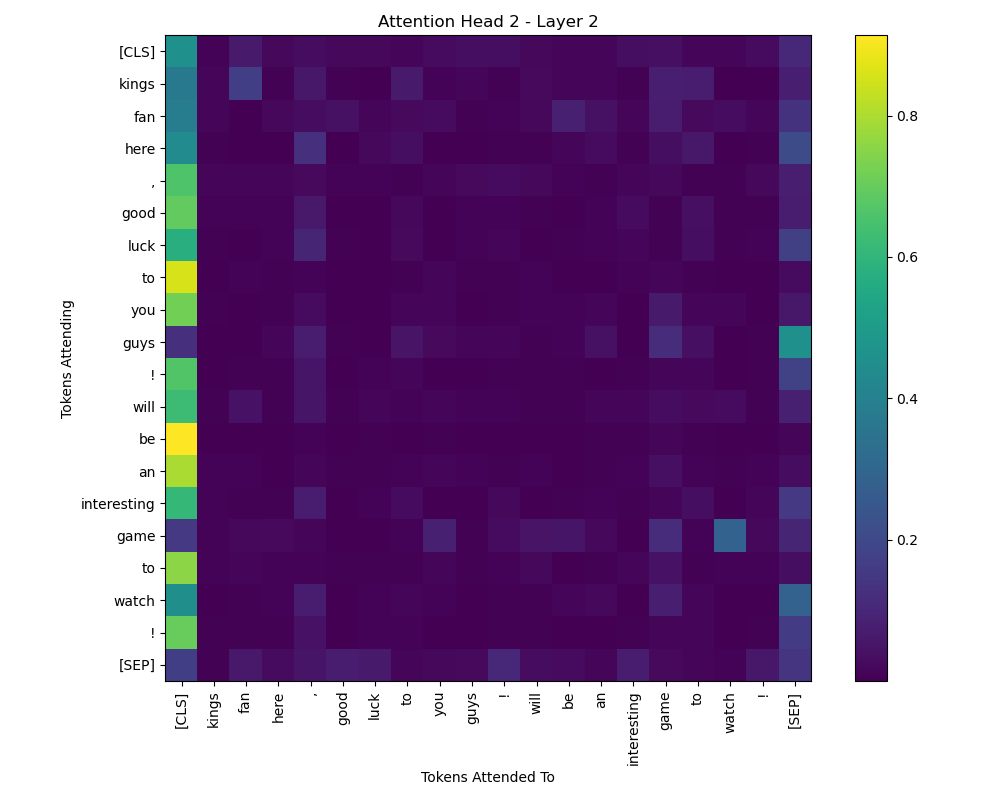 Attention Head 2 - Layer 2
Tokens Attending
[CLS]
kings
fan
here
,
good
luck
to
you
guys
!
will
be
an
interesting
game
to
watch
!
[SEP]
[CLS]
kings
fan
here
,
good
luck
to
you
guys
!
will
be
an
interesting
game
to
watch
!
[SEP]
Tokens Attended To
0.8
0.6
0.4
0.2